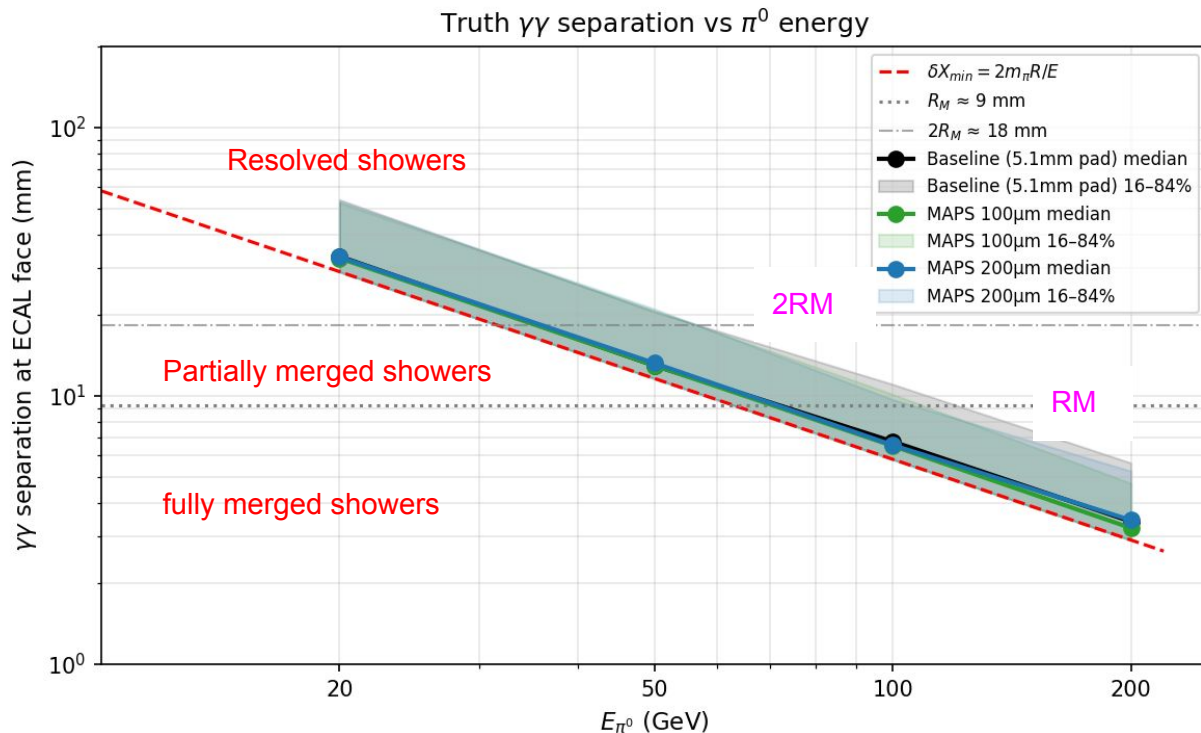 Truth γγ separation vs π⁰ energy
γγ separation at ECAL face (mm)
10²
10¹
10⁰
Resolved showers
Partially merged showers
fully merged showers
2RM
RM
δX_min = 2m_πR/E
R_M ≈ 9 mm
2R_M ≈ 18 mm
Baseline (5.1mm pad) median
Baseline (5.1mm pad) 16–84%
MAPS 100μm median
MAPS 100μm 16–84%
MAPS 200μm median
MAPS 200μm 16–84%
20 50 100 200
E_π⁰ (GeV)